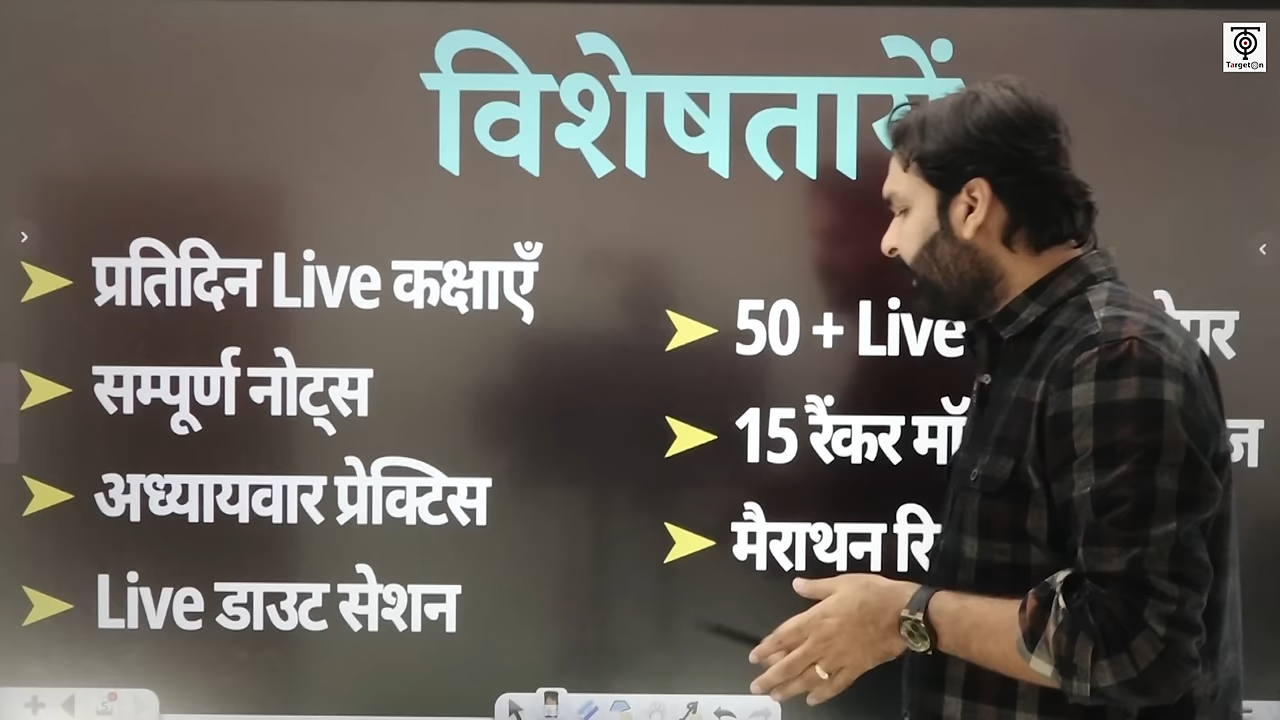 विशेषतायें
प्रतिदिन Live कक्षाएँ
सम्पूर्ण नोट्स
अध्यायवार प्रेक्टिस
Live डाउट सेशन
50 + Live
15 रैंकर
मैराथन
TargetOn